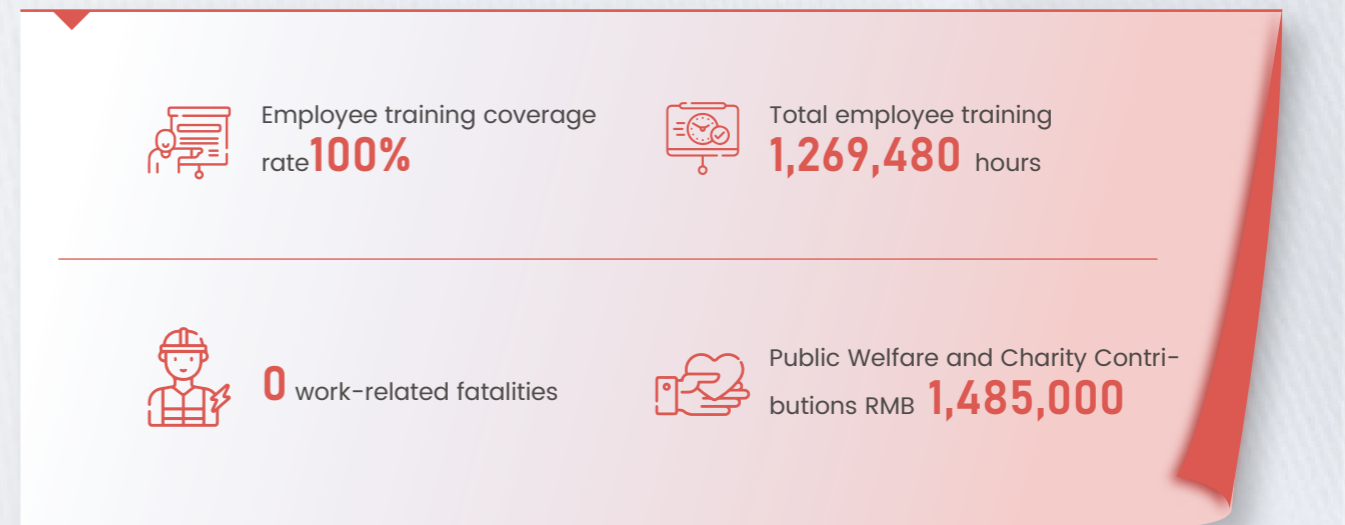 Employee training coverage
rate100%
Total employee training
1,269,480 hours
0 work-related fatalities
Public Welfare and Charity Contri-
butions RMB 1,485,000